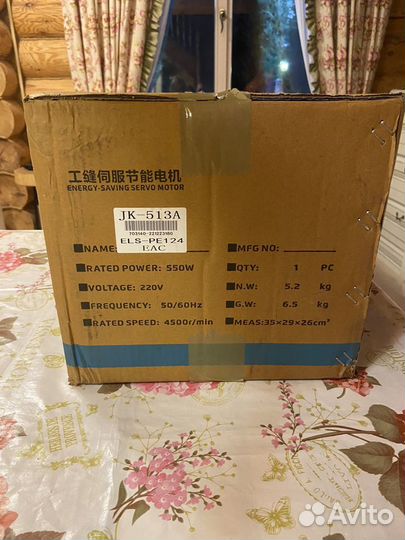 工缝伺服节能电机
ENERGY-SAVING SERVO MOTOR
JK-513A
703140-221223160
ELS-PE124
EAC
NAME:
MFG NO:
RATED POWER: 550W
QTY: 1 PC
VOLTAGE: 220V
N.W: 5.2 kg
FREQUENCY: 50/60Hz
G.W: 6.5 kg
RATED SPEED: 4500r/min
MEAS:35×29×26cm³
Avito